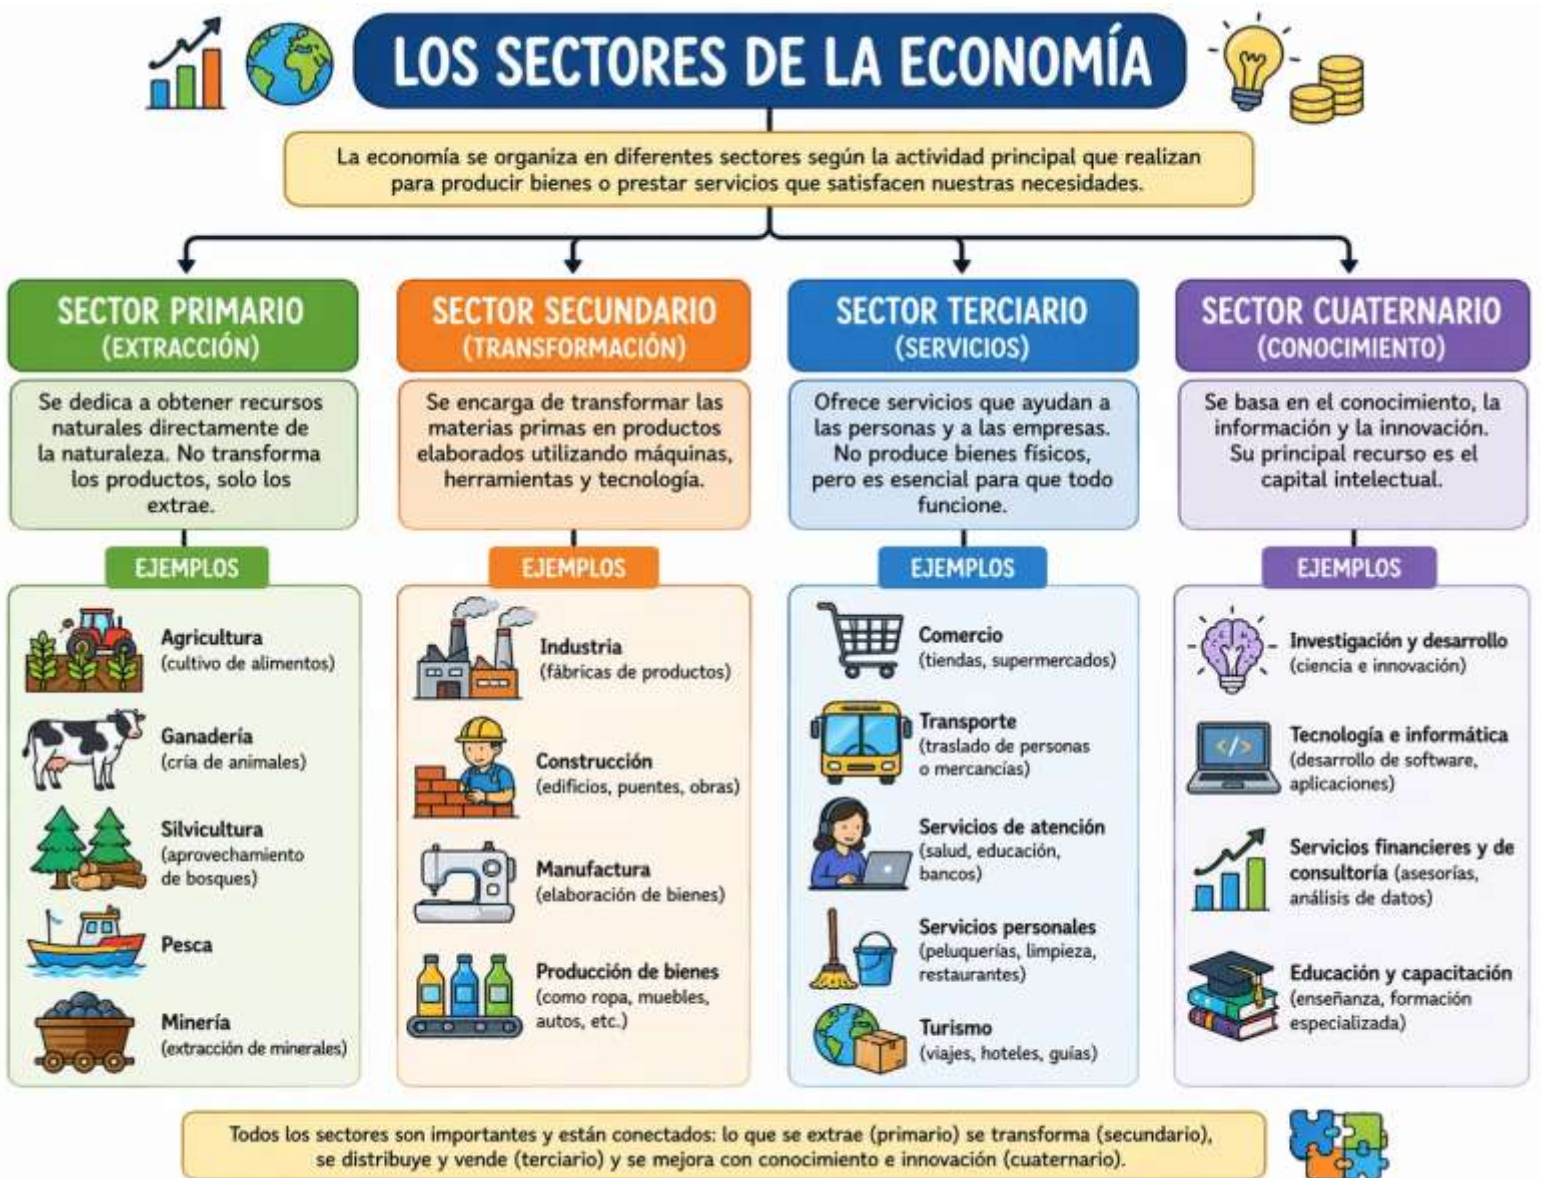 LOS SECTORES DE LA ECONOMÍA
La economía se organiza en diferentes sectores según la actividad principal que realizan
para producir bienes o prestar servicios que satisfacen nuestras necesidades.
SECTOR PRIMARIO
(EXTRACCIÓN)
Se dedica a obtener recursos
naturales directamente de
la naturaleza. No transforma
los productos, solo los
extrae.
EJEMPLOS
Agricultura
(cultivo de alimentos)
Ganadería
(cría de animales)
Silvicultura
(aprovechamiento
de bosques)
Pesca
Minería
(extracción de minerales)
SECTOR SECUNDARIO
(TRANSFORMACIÓN)
Se encarga de transformar las
materias primas en productos
elaborados utilizando máquinas,
herramientas y tecnología.
EJEMPLOS
Industria
(fábricas de productos)
Construcción
(edificios, puentes, obras)
Manufactura
(elaboración de bienes)
Producción de bienes
(como ropa, muebles,
autos, etc.)
SECTOR TERCIARIO
(SERVICIOS)
Ofrece servicios que ayudan a
las personas y a las empresas.
No produce bienes físicos,
pero es esencial para que todo
funcione.
EJEMPLOS
Comercio
(tiendas, supermercados)
Transporte
(traslado de personas
o mercancías)
Servicios de atención
(salud, educación,
bancos)
Servicios personales
(peluquerías, limpieza,
restaurantes)
Turismo
(viajes, hoteles, guías)
SECTOR CUATERNARIO
(CONOCIMIENTO)
Se basa en el conocimiento, la
información y la innovación.
Su principal recurso es el
capital intelectual.
EJEMPLOS
Investigación y desarrollo
(ciencia e innovación)
</>
Tecnología e informática
(desarrollo de software,
aplicaciones)
Servicios financieres y de
consultoría (asesorías,
análisis de datos)
Educación y capacitación
(enseñanza, formación
especializada)
Todos los sectores son importantes y están conectados: lo que se extrae (primario) se transforma (secundario),
se distribuye y vende (terciario) y se mejora con conocimiento e innovación (cuaternario).